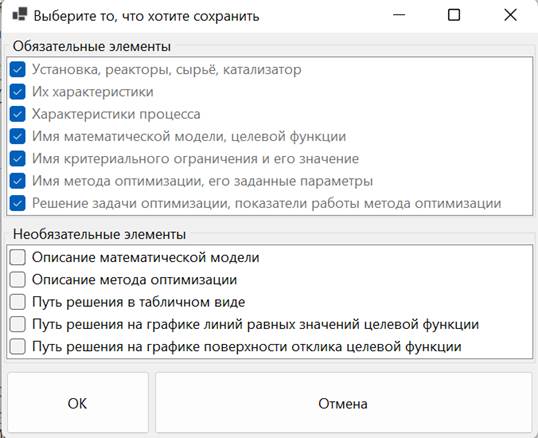 Выберите то, что хотите сохранить
Обязательные элементы
Установка, реакторы, сырьё, катализатор
Их характеристики
Характеристики процесса
Имя математической модели, целевой функции
Имя критериального ограничения и его значение
Имя метода оптимизации, его заданные параметры
Решение задачи оптимизации, показатели работы метода оптимизации
Необязательные элементы
Описание математической модели
Описание метода оптимизации
Путь решения в табличном виде
Путь решения на графике линий равных значений целевой функции
Путь решения на графике поверхности отклика целевой функции
ОК
Отмена